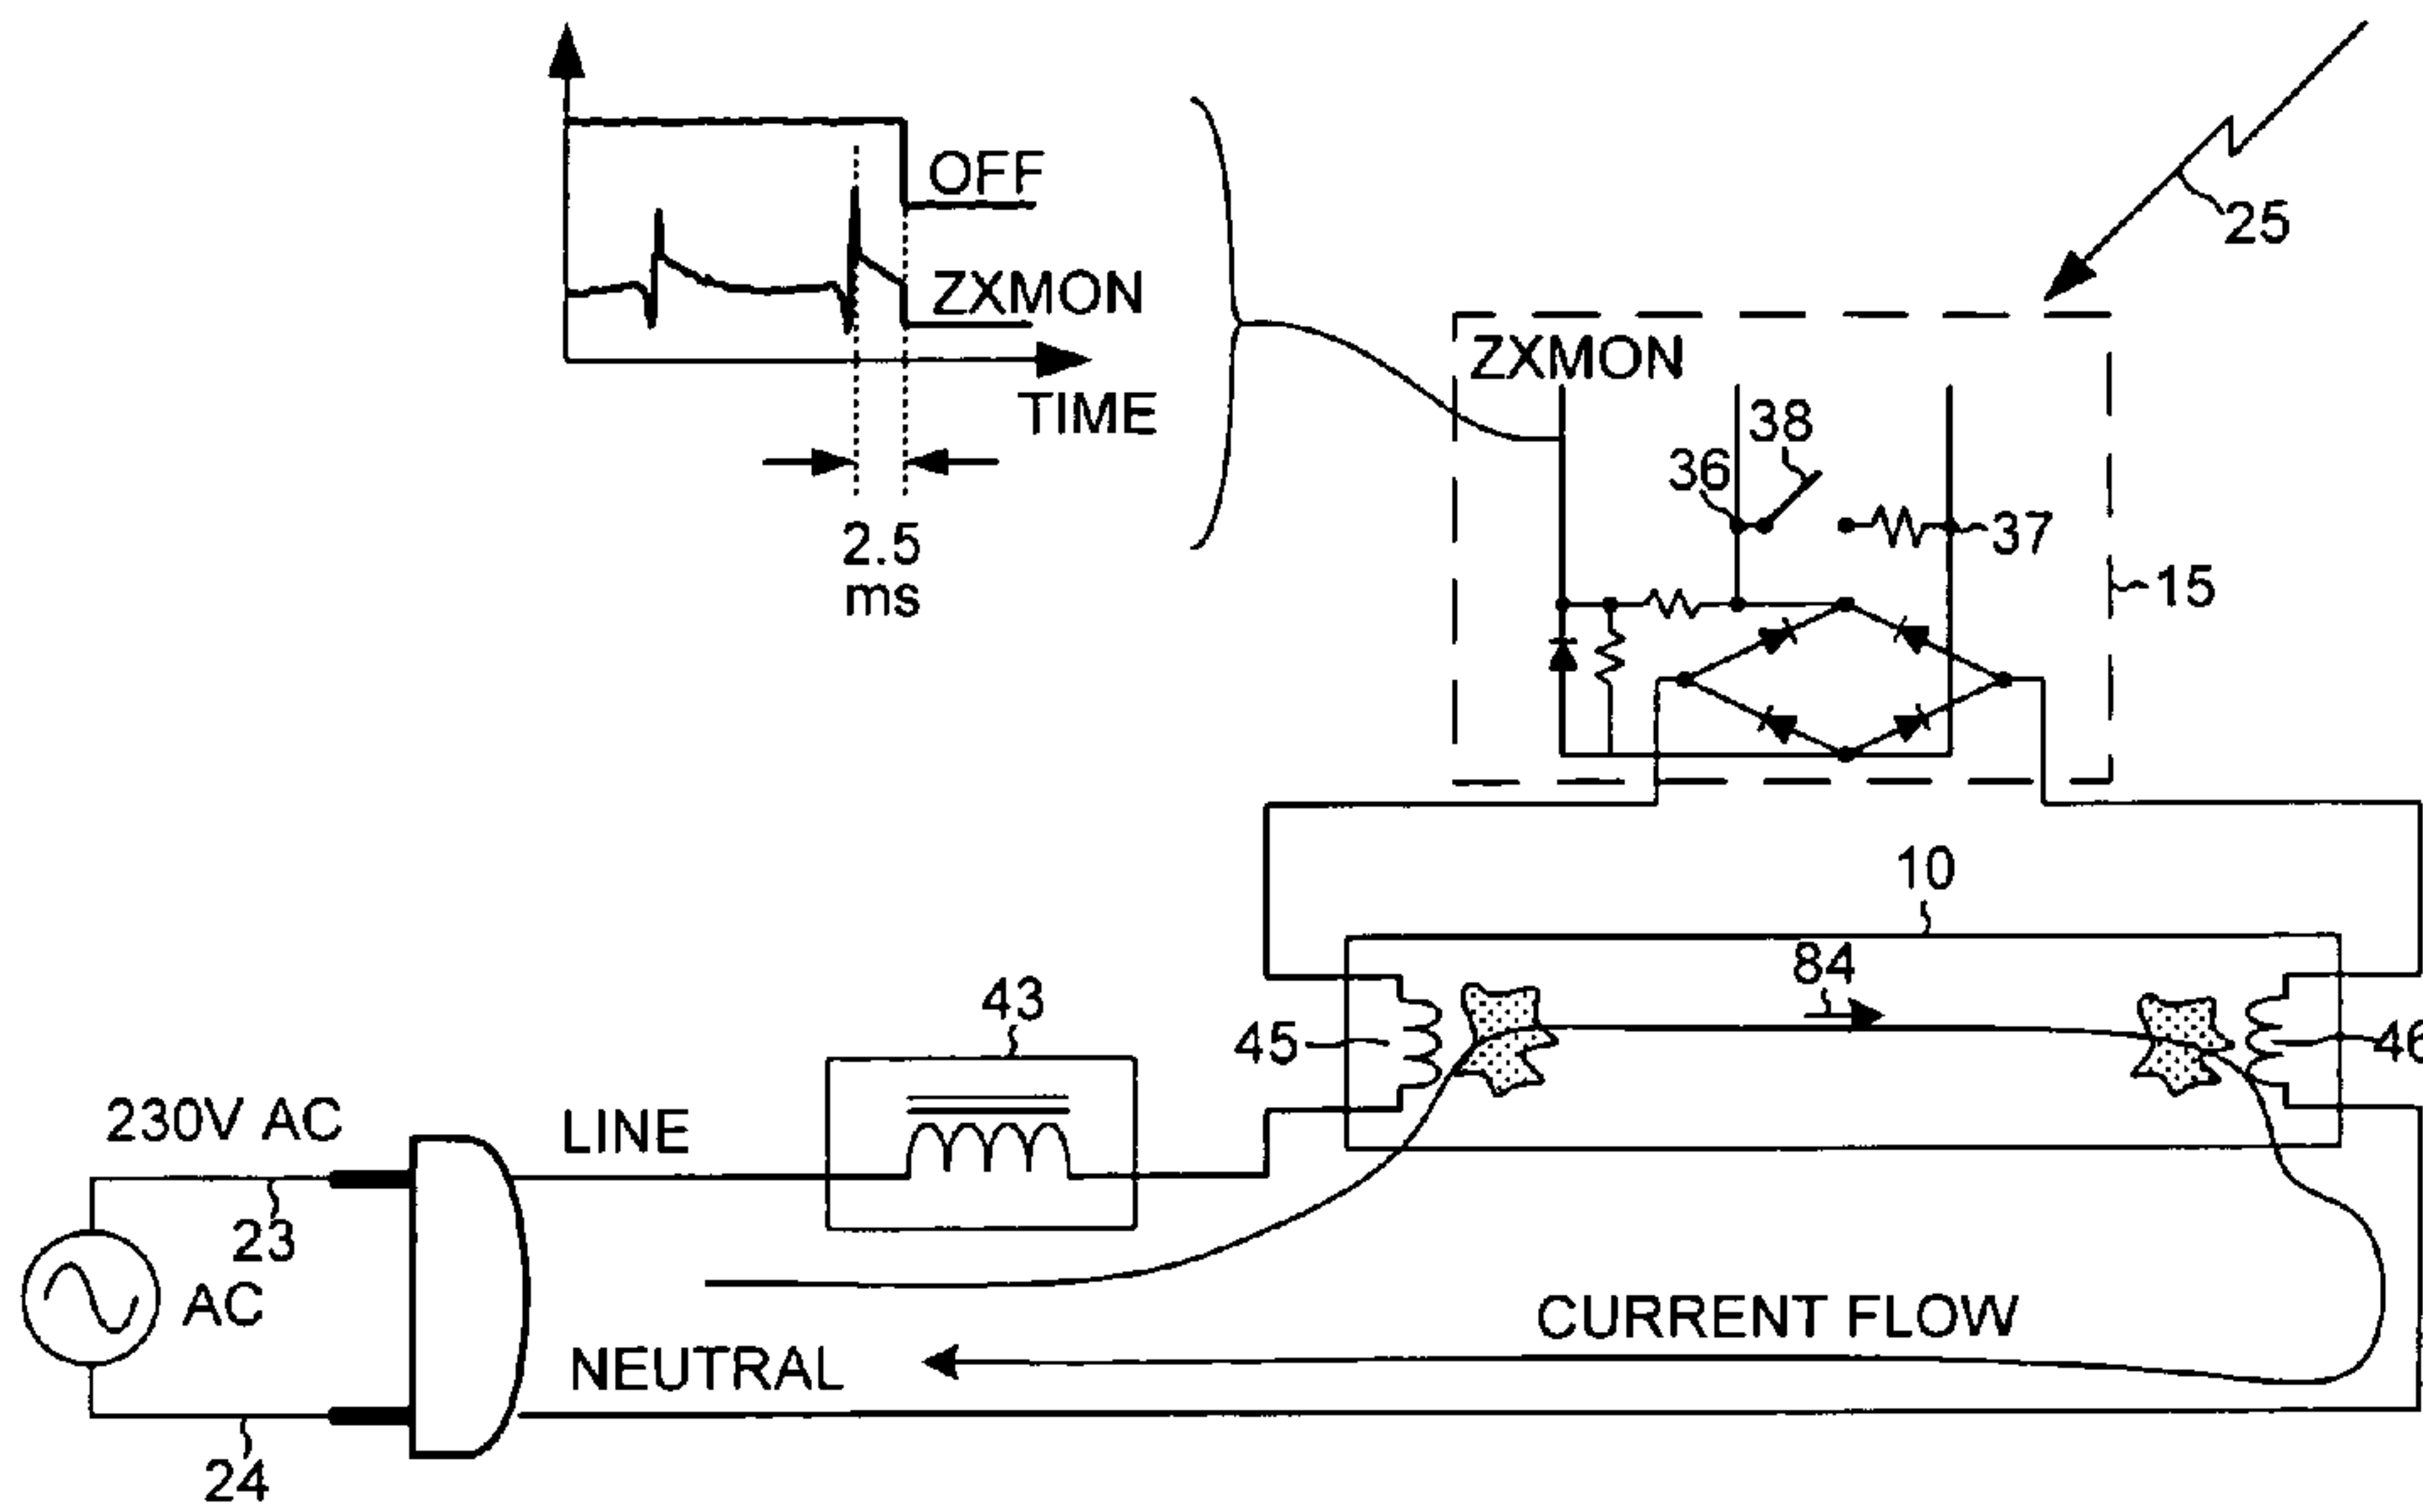 OFF
25
ZXMON
ZXMON
TIME
38
36
37
2.5
ms
15
10
84
43
45
46
230V AC
LINE
23
AC
CURRENT FLOW
NEUTRAL
24